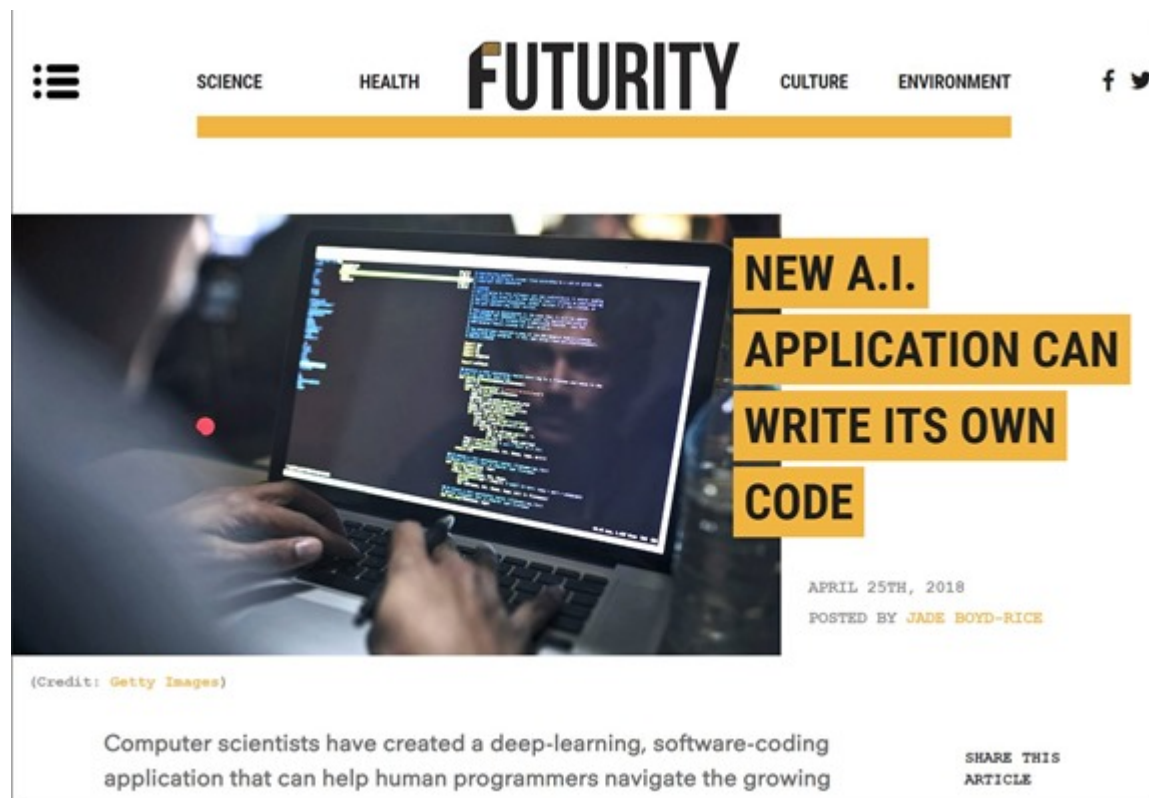 SCIENCE HEALTH FUTURITY CULTURE ENVIRONMENT
NEW A.I.
APPLICATION CAN
WRITE ITS OWN
CODE
APRIL 25TH, 2018
POSTED BY JADE BOYD-RICE
(Credit: Getty Images)
Computer scientists have created a deep-learning, software-coding
application that can help human programmers navigate the growing
SHARE THIS
ARTICLE